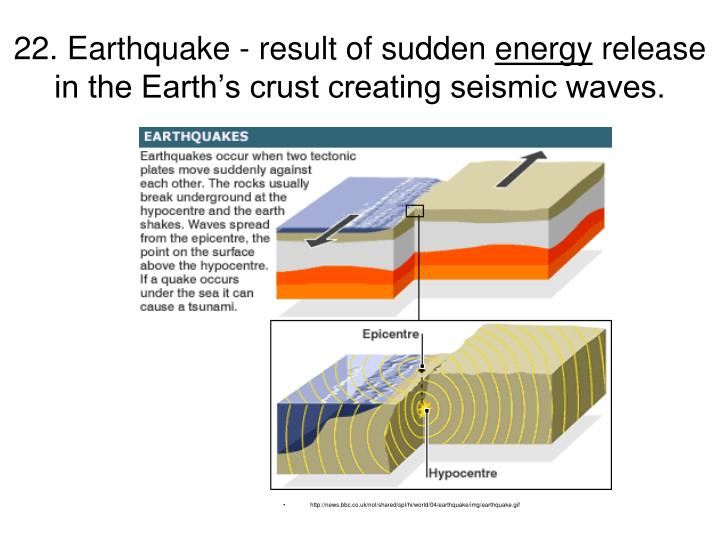 22. Earthquake - result of sudden energy release
in the Earth's crust creating seismic waves.
EARTHQUAKES
Earthquakes occur when two tectonic
plates move suddenly against
each other. The rocks usually
break underground at the
hypocentre and the earth
shakes. Waves spread
from the epicentre, the
point on the surface
above the hypocentre.
If a quake occurs
under the sea it can
cause a tsunami.
Epicentre
Hypocentre
• http://news.bbc.co.uk/nol/shared/spl/hi/world/04/earthquake/img/earthquake.gif